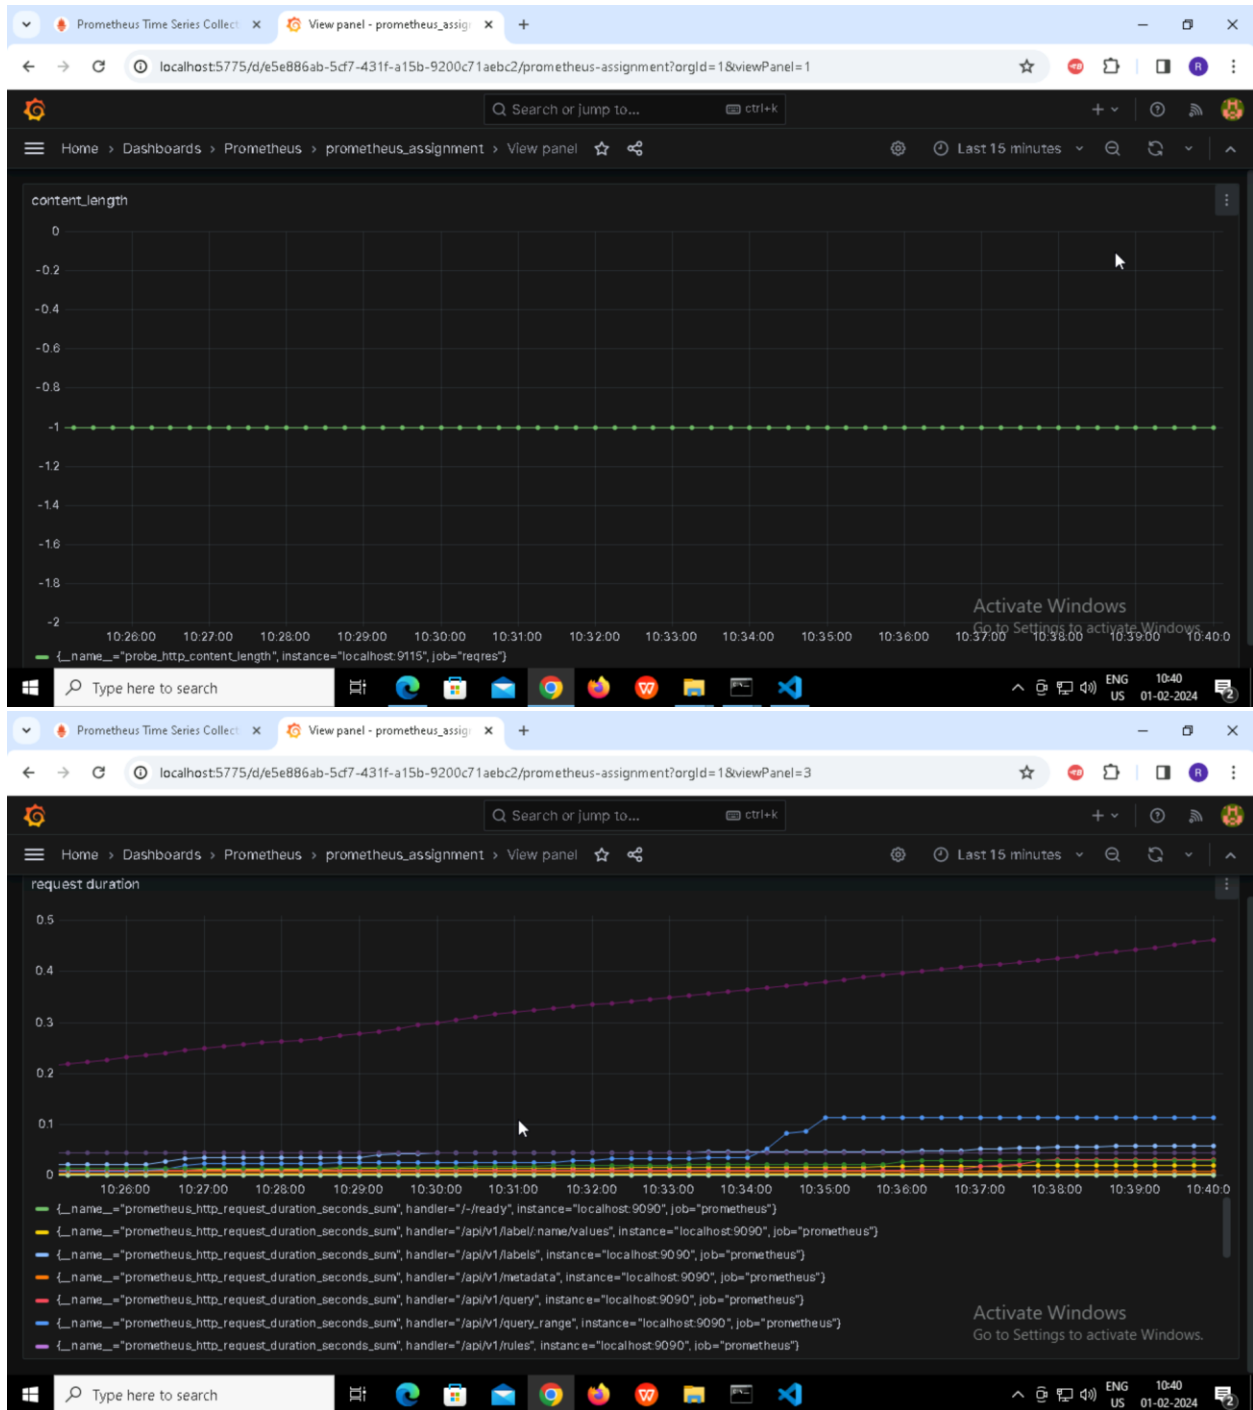 Prometheus Time Series Collect
View panel - prometheus_assig
localhost:5775/d/e5e886ab-5cf7-431f-a15b-9200c71aebc2/prometheus-assignment?orgId=1&viewPanel=1
R
Search or jump to...
ctrl+k
Home > Dashboards > Prometheus > prometheus_assignment > View panel
Last 15 minutes
content_length
0
-0.2
-0.4
-0.6
-0.8
-1
-1.2
-1.4
-1.6
-1.8
-2
10:26:00 10:27:00 10:28:00 10:29:00 10:30:00 10:31:00 10:32:00 10:33:00 10:34:00 10:35:00 10:36:00 10:37:00 10:38:00 10:39:00 10:40:0
Activate Windows
Go to Settings to activate Windows.
{__name__="probe_http_content_length", instance="localhost:9115", job="reqres"}
Type here to search
ENG
US
10:40
01-02-2024
2
Prometheus Time Series Collect
View panel - prometheus_assig
localhost:5775/d/e5e886ab-5cf7-431f-a15b-9200c71aebc2/prometheus-assignment?orgId=1&viewPanel=3
R
Search or jump to...
ctrl+k
Home > Dashboards > Prometheus > prometheus_assignment > View panel
Last 15 minutes
request duration
0.5
0.4
0.3
0.2
0.1
0
10:26:00 10:27:00 10:28:00 10:29:00 10:30:00 10:31:00 10:32:00 10:33:00 10:34:00 10:35:00 10:36:00 10:37:00 10:38:00 10:39:00 10:40:0
{__name__="prometheus_http_request_duration_seconds_sum", handler="/-/ready", instance="localhost:9090", job="prometheus"}
{__name__="prometheus_http_request_duration_seconds_sum", handler="/api/v1/label/:name/values", instance="localhost:9090", job="prometheus"}
{__name__="prometheus_http_request_duration_seconds_sum", handler="/api/v1/labels", instance="localhost:9090", job="prometheus"}
{__name__="prometheus_http_request_duration_seconds_sum", handler="/api/v1/metadata", instance="localhost:9090", job="prometheus"}
{__name__="prometheus_http_request_duration_seconds_sum", handler="/api/v1/query", instance="localhost:9090", job="prometheus"}
{__name__="prometheus_http_request_duration_seconds_sum", handler="/api/v1/query_range", instance="localhost:9090", job="prometheus"}
{__name__="prometheus_http_request_duration_seconds_sum", handler="/api/v1/rules", instance="localhost:9090", job="prometheus"}
Activate Windows
Go to Settings to activate Windows.
Type here to search
ENG
US
10:40
01-02-2024
2